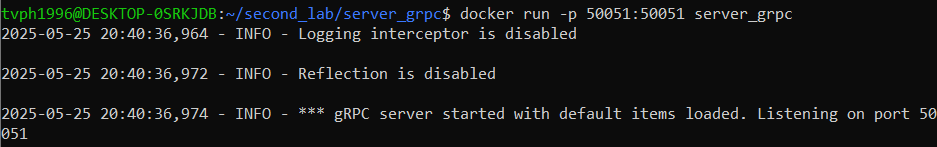 tvph1996@DESKTOP-0SRKJDB:~/second_lab/server_grpc$ docker run -p 50051:50051 server_grpc
2025-05-25 20:40:36,964 - INFO - Logging interceptor is disabled
2025-05-25 20:40:36,972 - INFO - Reflection is disabled
2025-05-25 20:40:36,974 - INFO - *** gRPC server started with default items loaded. Listening on port 50
051